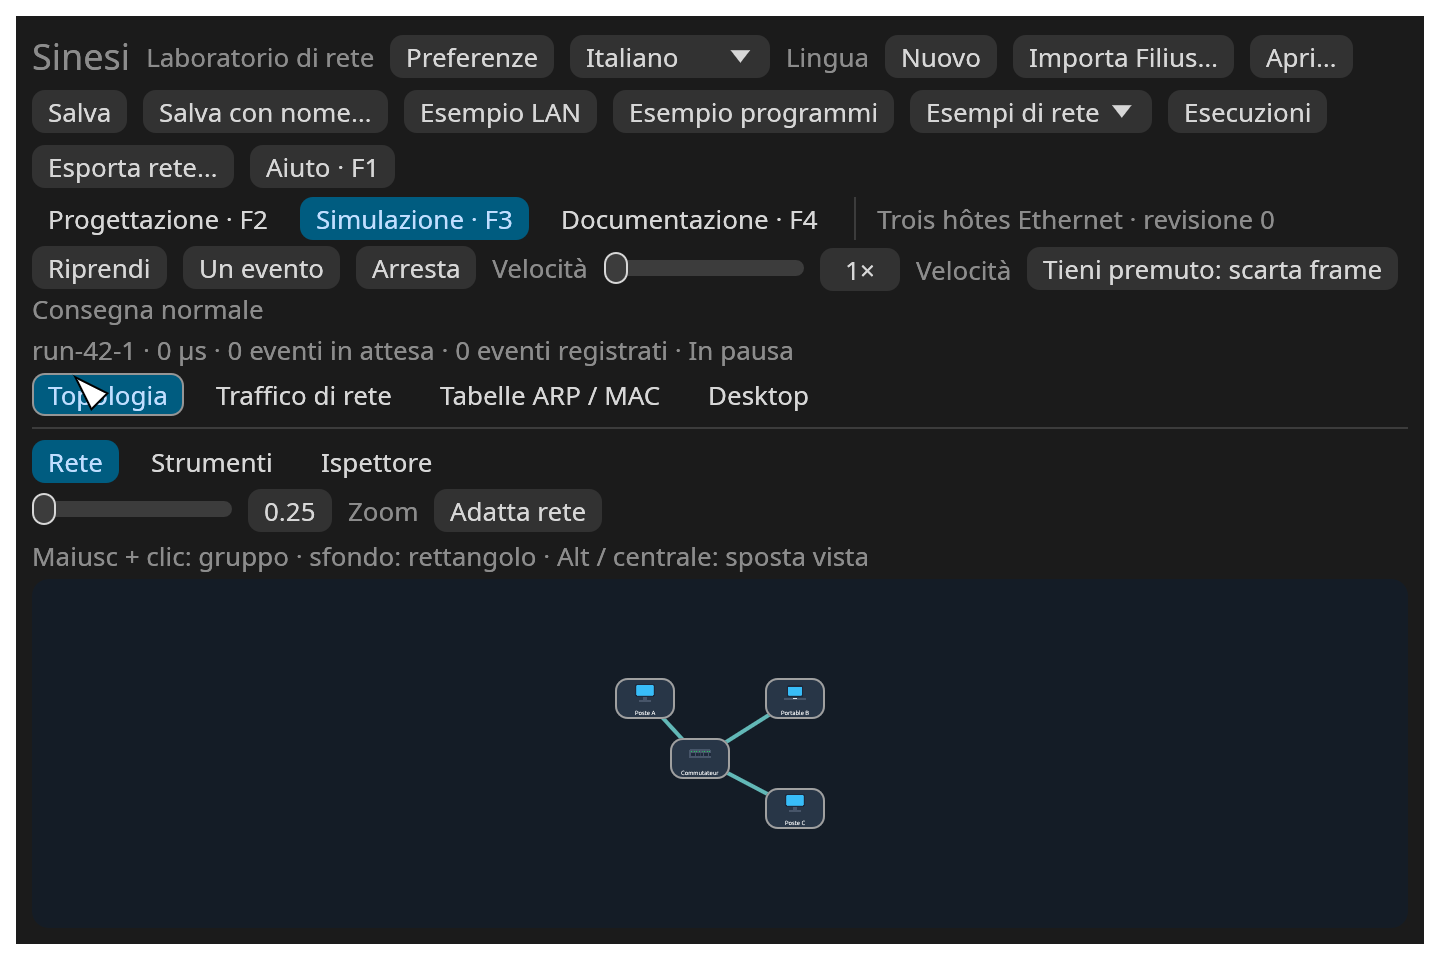 Sinesi Laboratorio di rete Preferenze Italiano Lingua Nuovo Importa Filius... Apri...
Salva Salva con nome... Esempio LAN Esempio programmi Esempi di rete Esecuzioni
Esporta rete... Aiuto · F1
Progettazione · F2 Simulazione · F3 Documentazione · F4 Trois hôtes Ethernet · revisione 0
Riprendi Un evento Arresta Velocità 1× Velocità Tieni premuto: scarta frame
Consegna normale
run-42-1 · 0 µs · 0 eventi in attesa · 0 eventi registrati · In pausa
Topologia Traffico di rete Tabelle ARP / MAC Desktop
Rete Strumenti Ispettore
0.25 Zoom Adatta rete
Maiusc + clic: gruppo · sfondo: rettangolo · Alt / centrale: sposta vista
Poste A Portable B
Commutateur
Poste C